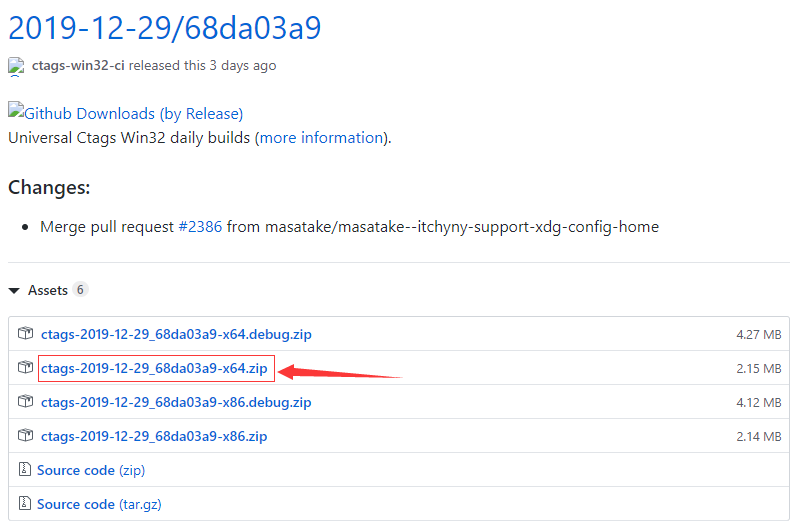 2019-12-29/68da03a9
ctags-win32-ci released this 3 days ago
Github Downloads (by Release)
Universal Ctags Win32 daily builds (more information).
Changes:
Merge pull request #2386 from masatake/masatake--itchyny-support-xdg-config-home
Assets 6
ctags-2019-12-29_68da03a9-x64.debug.zip 4.27 MB
ctags-2019-12-29_68da03a9-x64.zip 2.15 MB
ctags-2019-12-29_68da03a9-x86.debug.zip 4.12 MB
ctags-2019-12-29_68da03a9-x86.zip 2.14 MB
Source code (zip)
Source code (tar.gz)